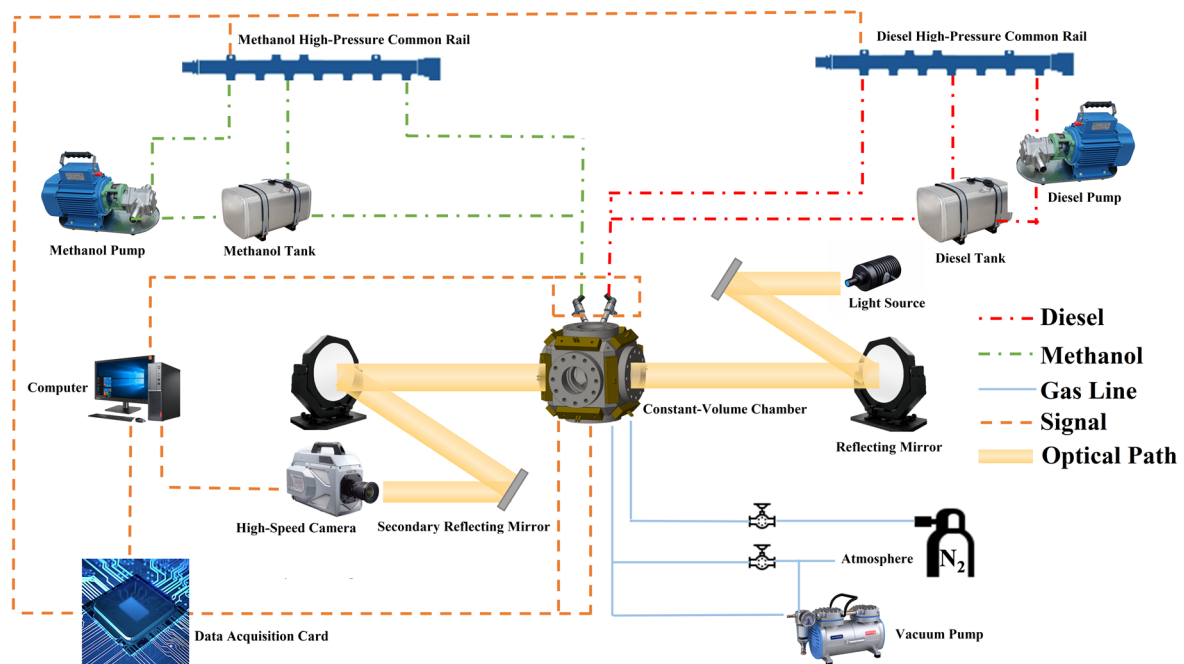 Methanol High-Pressure Common Rail
Diesel High-Pressure Common Rail
Methanol Pump
Methanol Tank
Diesel Pump
Diesel Tank
Light Source
Computer
Constant-Volume Chamber
Reflecting Mirror
High-Speed Camera
Secondary Reflecting Mirror
Diesel
Methanol
Gas Line
Signal
Optical Path
Atmosphere
N2
Data Acquisition Card
Vacuum Pump